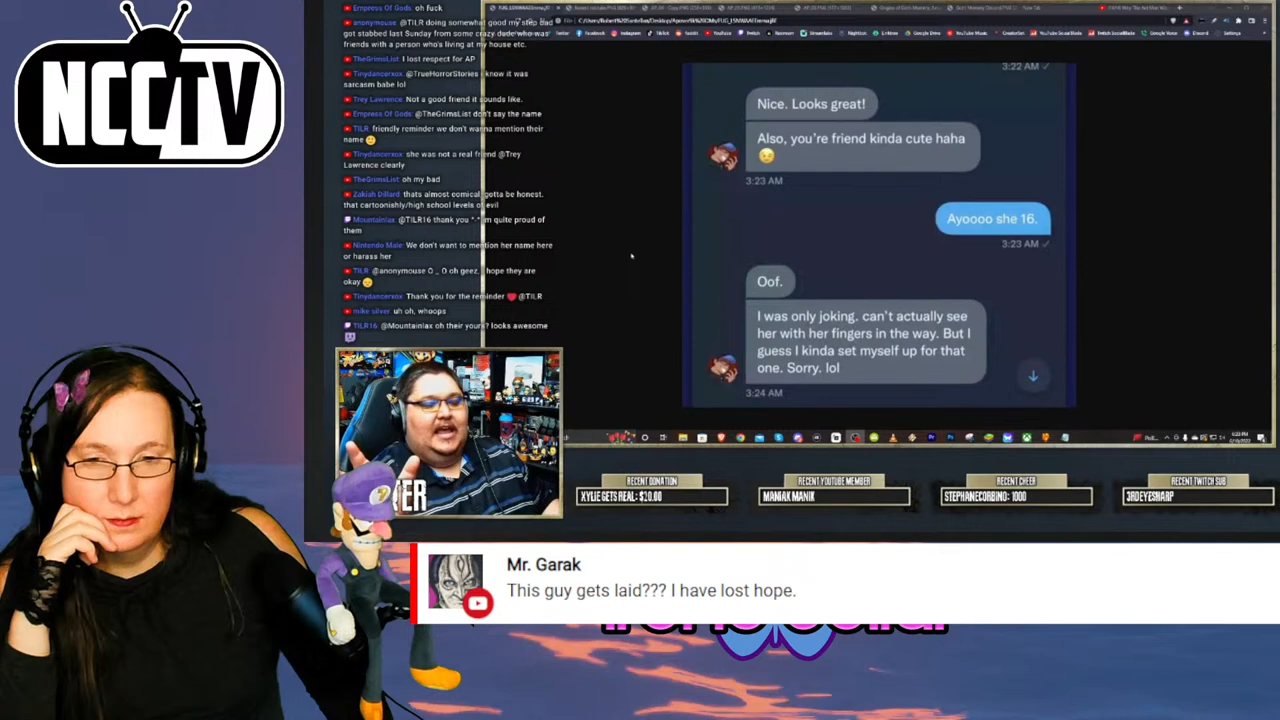 NCCTV
Empress Of Gods: oh fuck
anonymouse: @TILR doing somewhat good my step dad
got stabbed last Sunday from some crazy dude who was
friends with a person who's living at my house etc.
TheGrimsList: I lost respect for AP
Tinydancerxox: @TrueHorrorStories i know it was
sarcasm babe lol
Trey Lawrence: Not a good friend it sounds like.
Empress Of Gods: @TheGrimsList don't say the name
TILR friendly reminder we don't wanna mention their
name 🙂
Tinydancerxox: she was not a real friend @Trey
Lawrence clearly
TheGrimsList: oh my bad
Zakiah Dillard: thats almost comical, gotta be honest.
that cartoonishly/high school levels of evil
Mountainlax: @TILR16 thank you ^.^ im quite proud of
them
Nintendo Male: We don't want to mention her name here
or harass her
TILR @anonymouse O _ O oh geez, I hope they are
okay 😔
Tinydancerxox: Thank you for the reminder ❤️ @TILR
mike silver: uh oh, whoops
TILR16 @Mountainlax oh their yours? looks awesome
3:22 AM ✓
Nice. Looks great!
Also, you're friend kinda cute haha
😉
3:23 AM
Ayoooo she 16.
3:23 AM ✓
Oof.
I was only joking. can't actually see
her with her fingers in the way. But I
guess I kinda set myself up for that
one. Sorry. lol
3:24 AM
RECENT DONATION
XYLIE GETS REAL: $10.00
RECENT YOUTUBE MEMBER
MANIAK MANIK
RECENT CHEER
STEPHANECORBINO: 1000
RECENT TWITCH SUB
3RDEYESHARP
Mr. Garak
This guy gets laid??? I have lost hope.